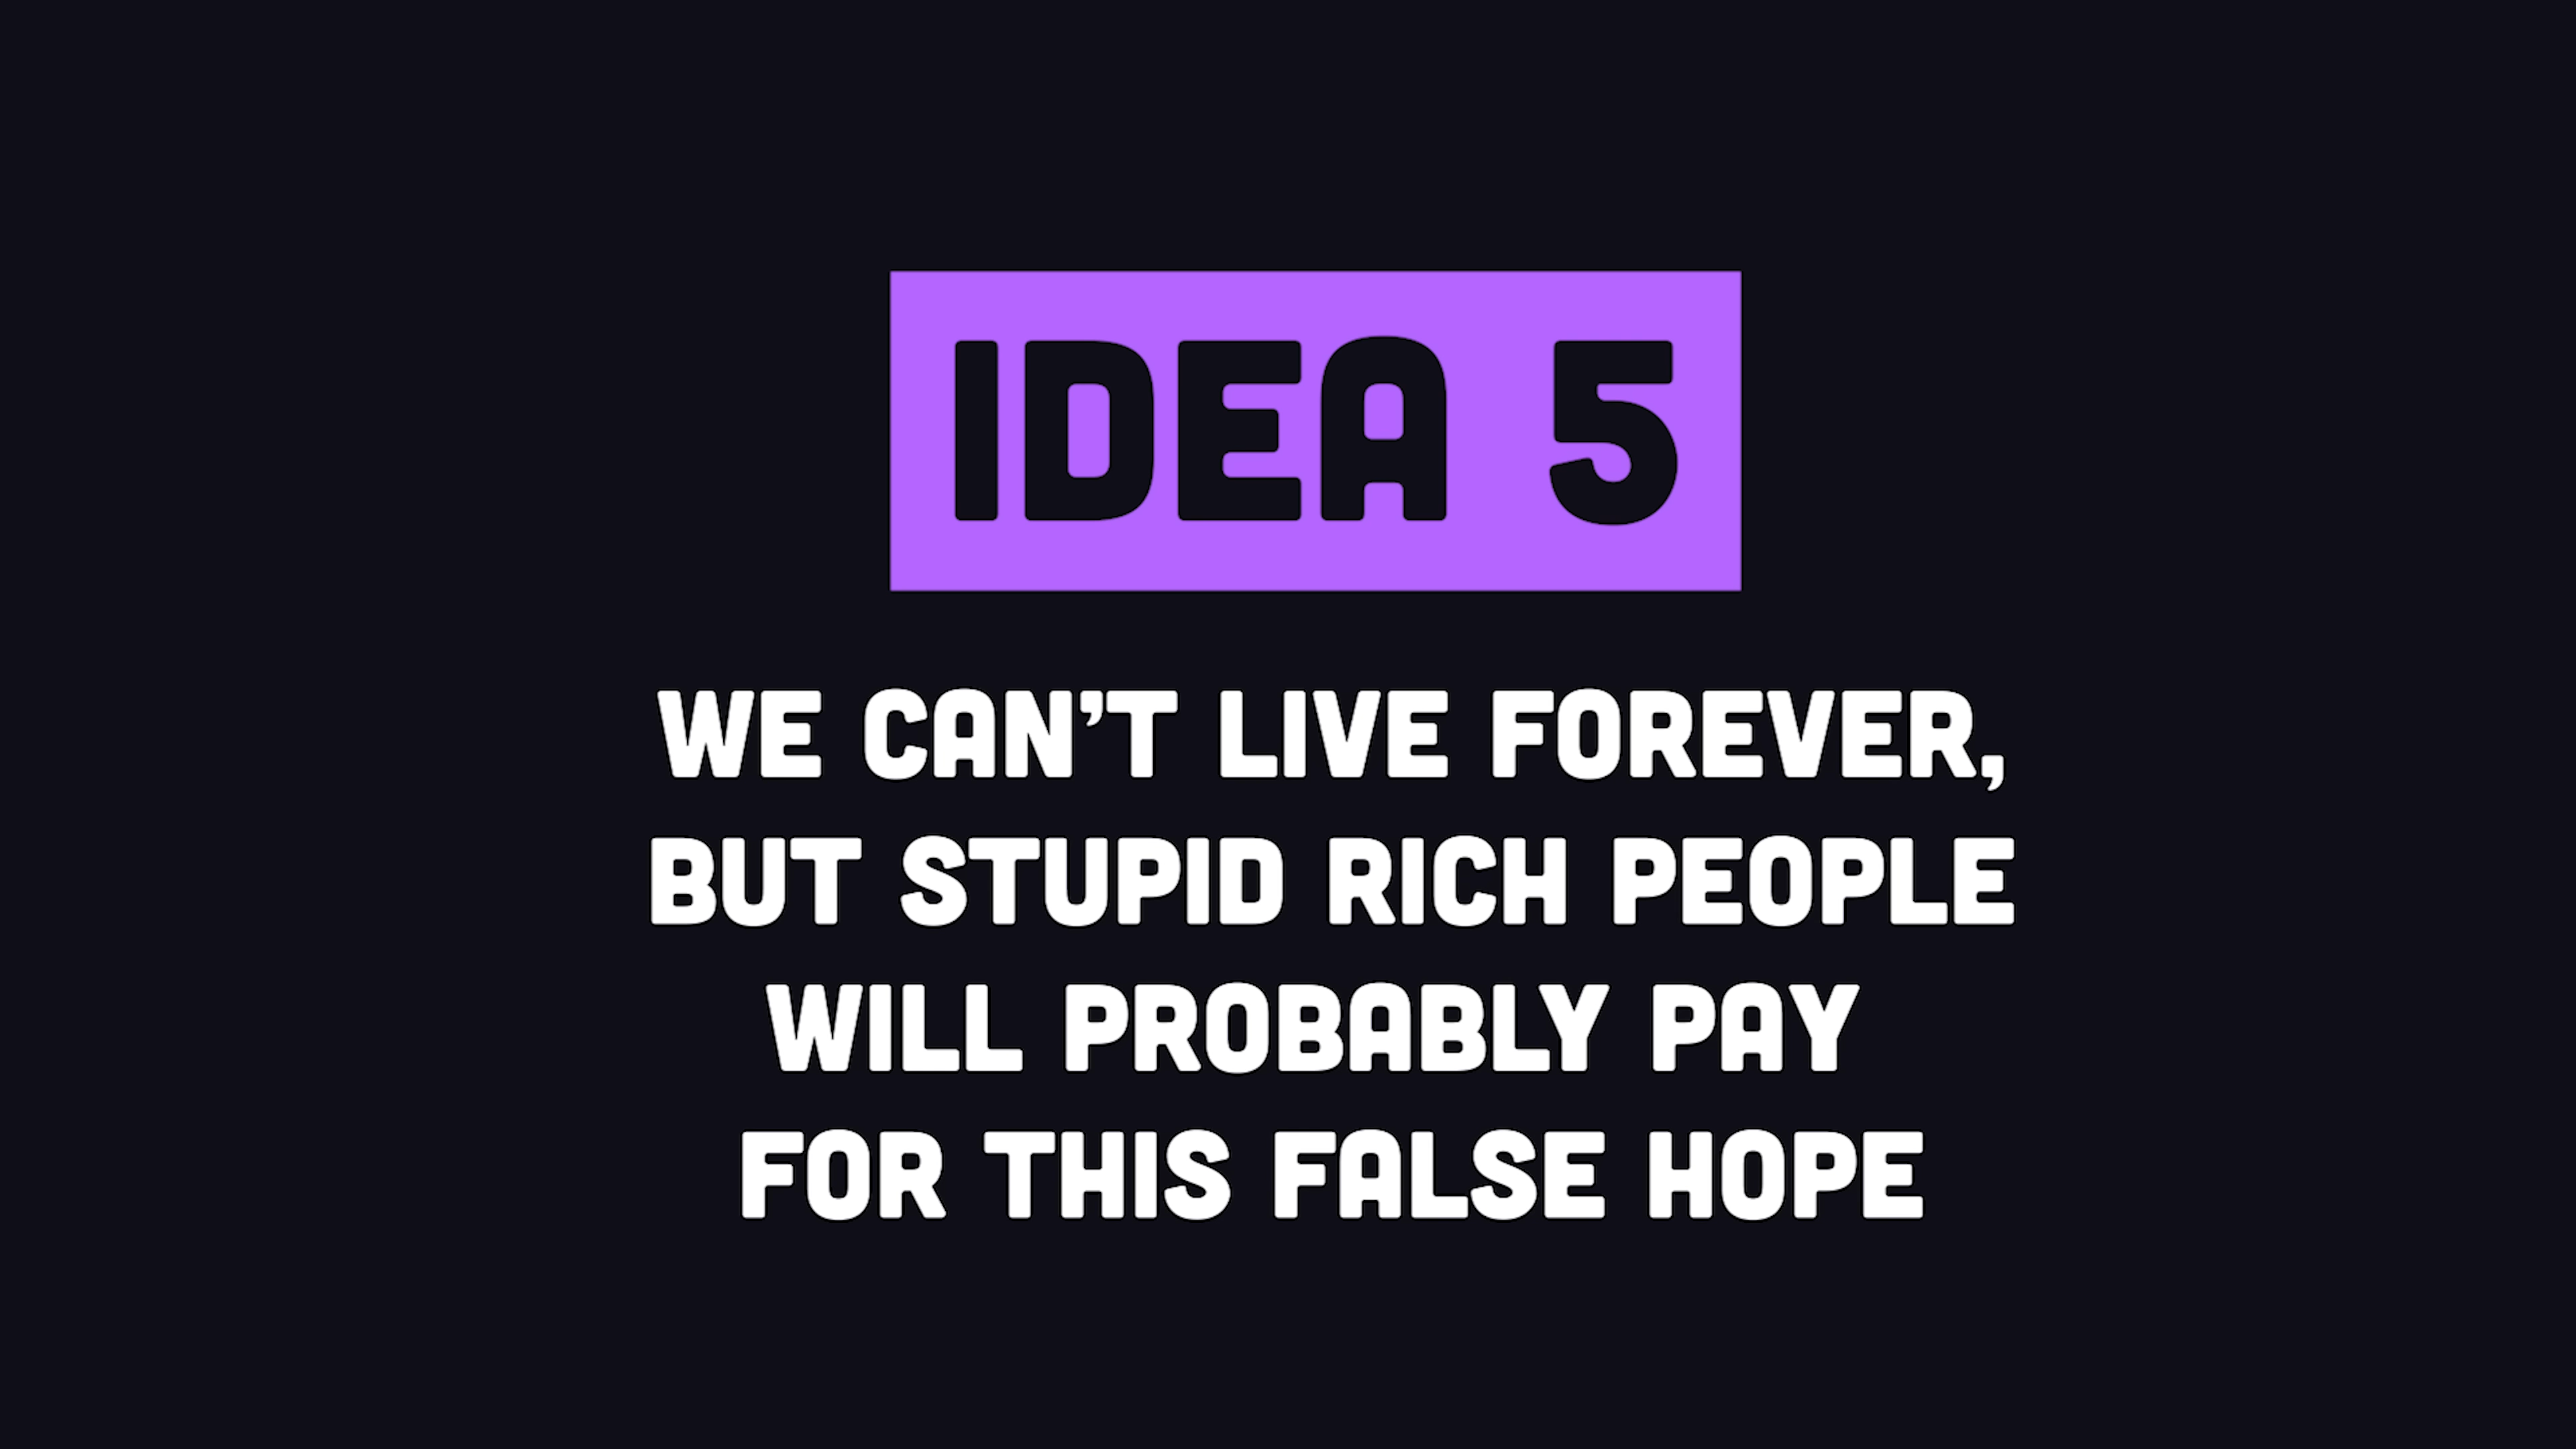 IDEA 5
WE CAN’T LIVE FOREVER,
BUT STUPID RICH PEOPLE
WILL PROBABLY PAY
FOR THIS FALSE HOPE